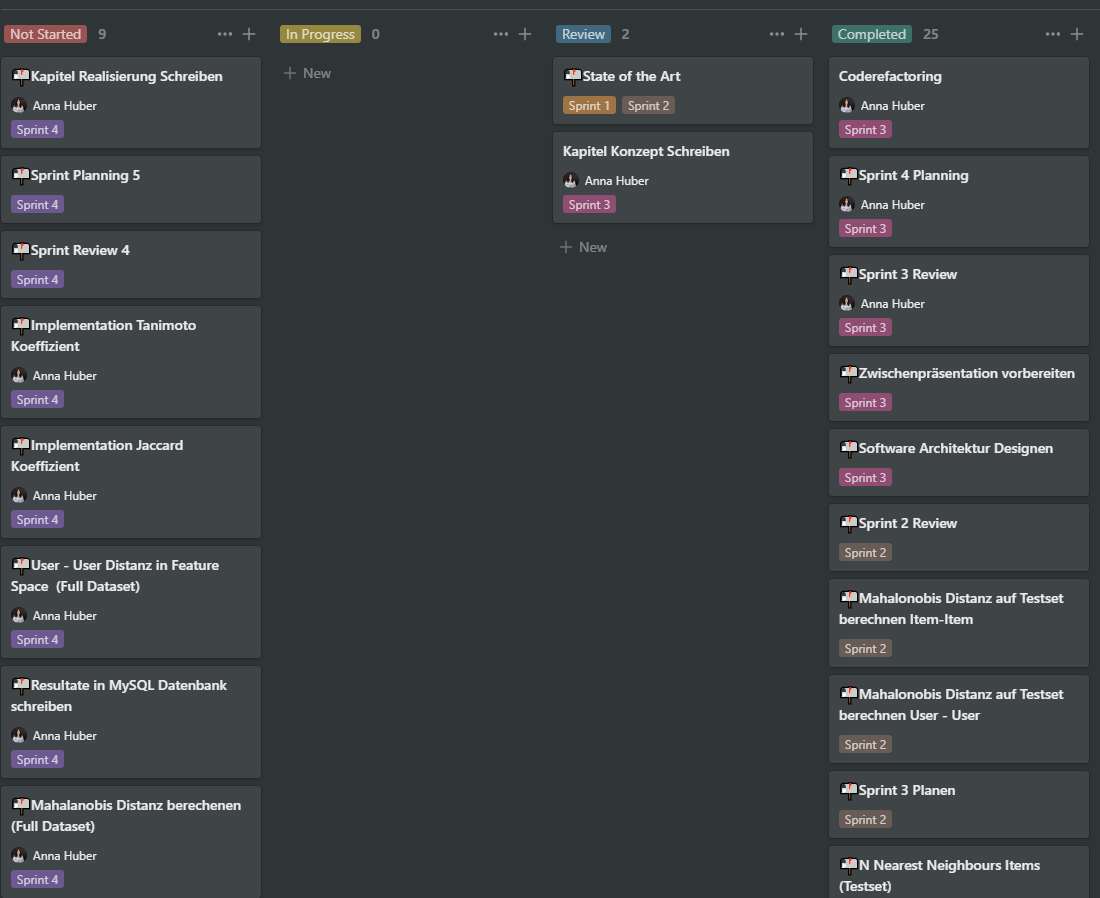 Not Started 9
Kapitel Realisierung Schreiben
Anna Huber
Sprint 4
Sprint Planning 5
Sprint 4
Sprint Review 4
Sprint 4
Implementation Tanimoto
Koeffizient
Anna Huber
Sprint 4
Implementation Jaccard
Koeffizient
Anna Huber
Sprint 4
User - User Distanz in Feature
Space (Full Dataset)
Anna Huber
Sprint 4
Resultate in MySQL Datenbank
schreiben
Anna Huber
Sprint 4
Mahalanobis Distanz berechenen
(Full Dataset)
Anna Huber
Sprint 4
In Progress 0
New
Review 2
State of the Art
Sprint 1 Sprint 2
Kapitel Konzept Schreiben
Anna Huber
Sprint 3
New
Completed 25
Coderefactoring
Anna Huber
Sprint 3
Sprint 4 Planning
Anna Huber
Sprint 3
Sprint 3 Review
Anna Huber
Sprint 3
Zwischenpräsentation vorbereiten
Sprint 3
Software Architektur Designen
Sprint 3
Sprint 2 Review
Sprint 2
Mahalonobis Distanz auf Testset
berechnen Item-Item
Sprint 2
Mahalonobis Distanz auf Testset
berechnen User - User
Sprint 2
Sprint 3 Planen
Sprint 2
N Nearest Neighbours Items
(Testset)